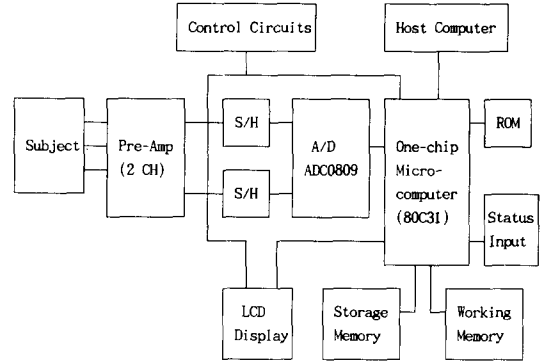 Control Circuits
Host Computer
Subject
Pre-Amp
(2 CH)
S/H
S/H
A/D
ADC0809
One-chip
Micro-
computer
(80C31)
ROM
Status
Input
LCD
Display
Storage
Memory
Working
Memory